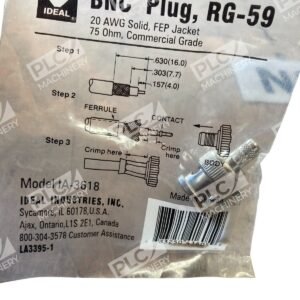 IDEAL
BNC Plug, RG-59
20 AWG Solid, FEP Jacket
75 Ohm, Commercial Grade
Step 1
.630(16.0)
.303(7.7)
.157(4.0)
Step 2
FERRULE
CONTACT
Step 3
Crimp here
Crimp here
BODY
Model IA-3618
IDEAL INDUSTRIES, INC.
Sycamore, IL 60178, U.S.A.
Ajax, Ontario, L1S 2E1, Canada
800-304-3578 Customer Assistance
LA3395-1
Made
PLC
MACHINERY